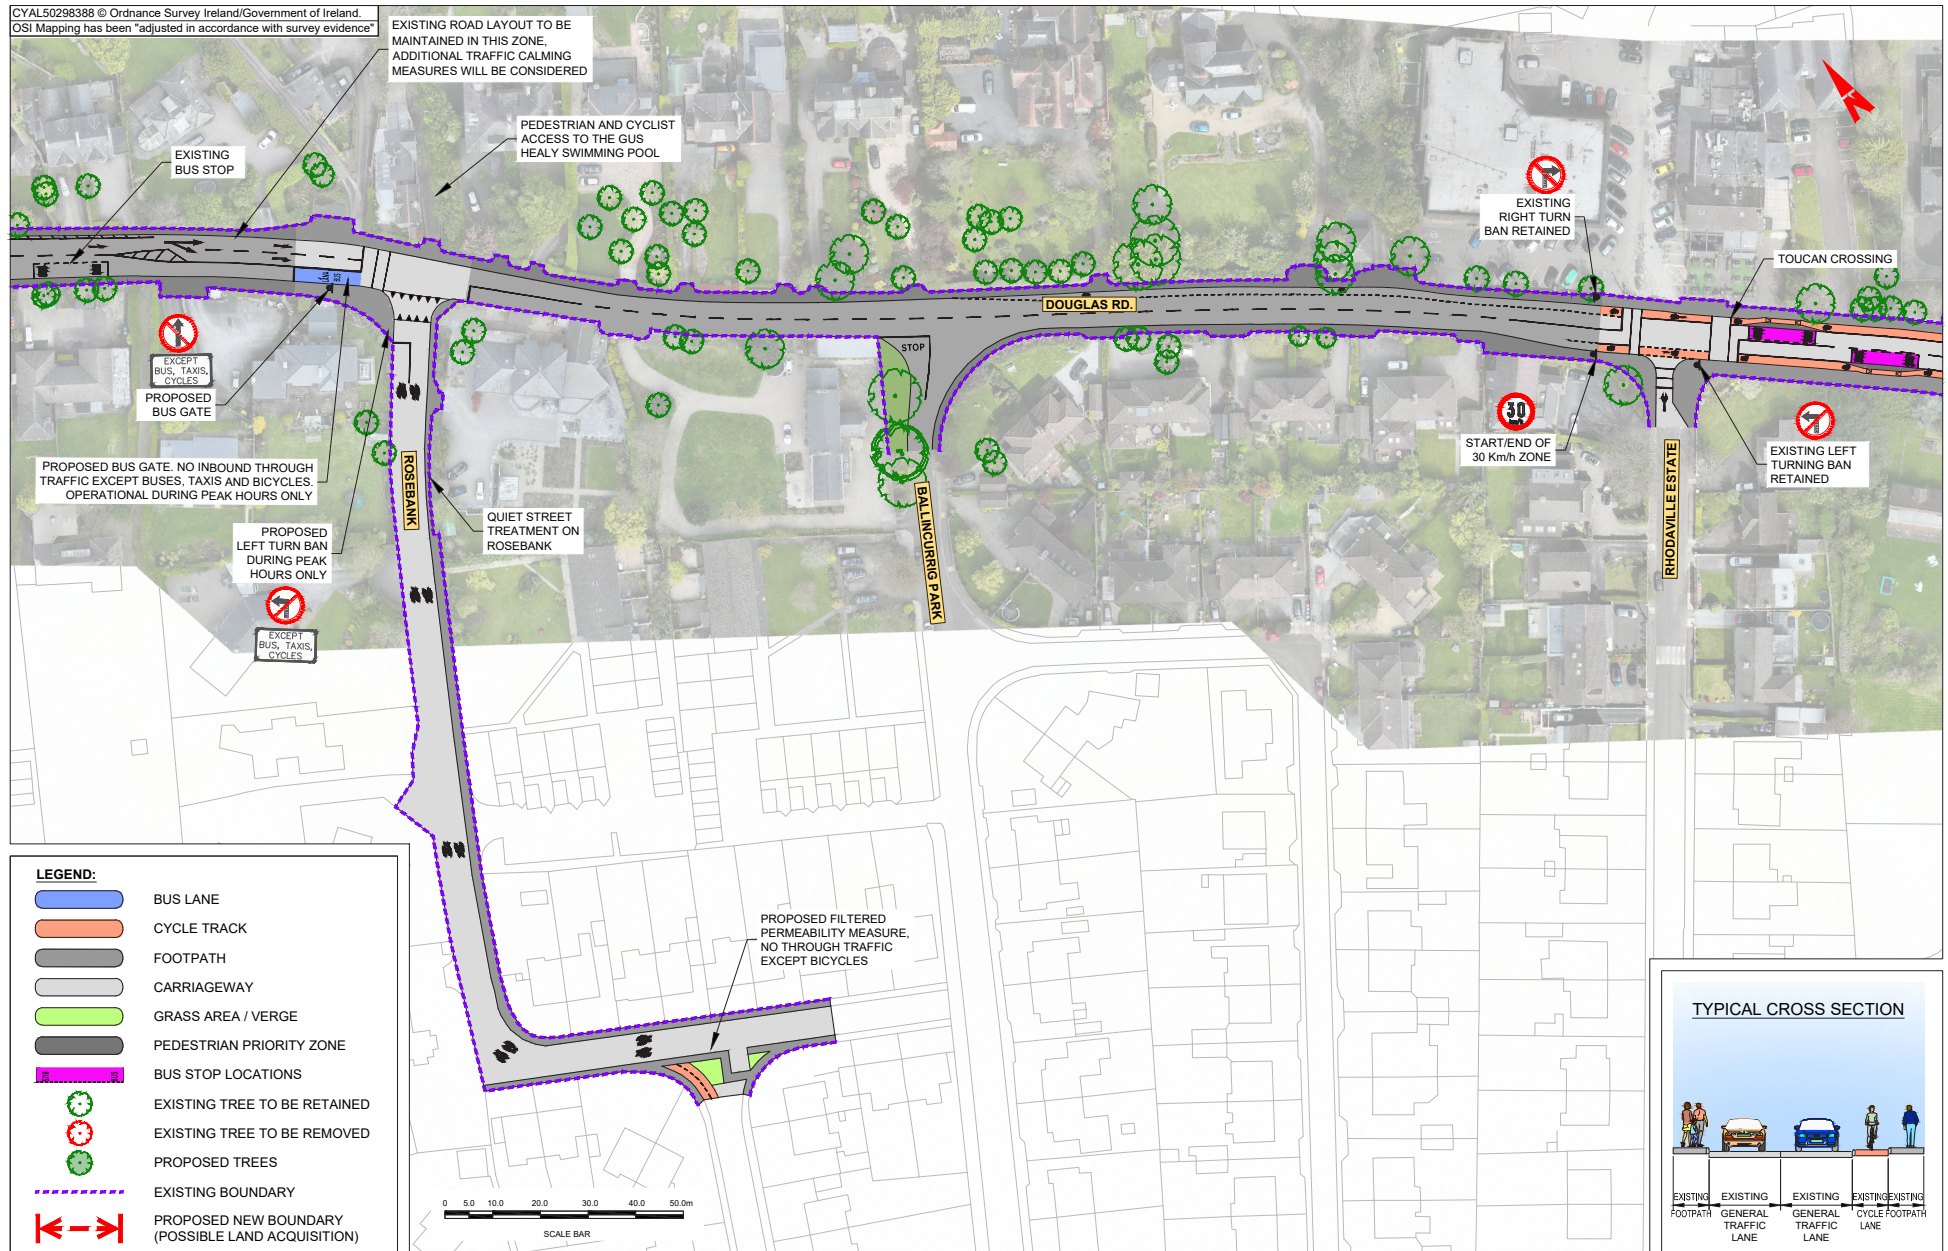 CYAL50298388 © Ordnance Survey Ireland/Government of Ireland.
OSI Mapping has been "adjusted in accordance with survey evidence"
EXISTING ROAD LAYOUT TO BE
MAINTAINED IN THIS ZONE,
ADDITIONAL TRAFFIC CALMING
MEASURES WILL BE CONSIDERED
PEDESTRIAN AND CYCLIST
ACCESS TO THE GUS
HEALY SWIMMING POOL
EXISTING
BUS STOP
N
EXISTING
RIGHT TURN
BAN RETAINED
TOUCAN CROSSING
DOUGLAS RD.
STOP
EXCEPT
BUS, TAXIS,
CYCLES
PROPOSED
BUS GATE
30
START/END OF
30 Km/h ZONE
EXISTING LEFT
TURNING BAN
RETAINED
PROPOSED BUS GATE. NO INBOUND THROUGH
TRAFFIC EXCEPT BUSES, TAXIS AND BICYCLES.
OPERATIONAL DURING PEAK HOURS ONLY
ROSEBANK
QUIET STREET
TREATMENT ON
ROSEBANK
BALLINCURRIG PARK
RHODAVILLE ESTATE
PROPOSED
LEFT TURN BAN
DURING PEAK
HOURS ONLY
EXCEPT
BUS, TAXIS,
CYCLES
PROPOSED FILTERED
PERMEABILITY MEASURE,
NO THROUGH TRAFFIC
EXCEPT BICYCLES
LEGEND:
BUS LANE
CYCLE TRACK
FOOTPATH
CARRIAGEWAY
GRASS AREA / VERGE
PEDESTRIAN PRIORITY ZONE
BUS STOP LOCATIONS
EXISTING TREE TO BE RETAINED
EXISTING TREE TO BE REMOVED
PROPOSED TREES
EXISTING BOUNDARY
PROPOSED NEW BOUNDARY
(POSSIBLE LAND ACQUISITION)
0 5.0 10.0 20.0 30.0 40.0 50.0m
SCALE BAR
TYPICAL CROSS SECTION
EXISTING
FOOTPATH
EXISTING
GENERAL
TRAFFIC
LANE
EXISTING
GENERAL
TRAFFIC
LANE
EXISTING
CYCLE
LANE
EXISTING
FOOTPATH